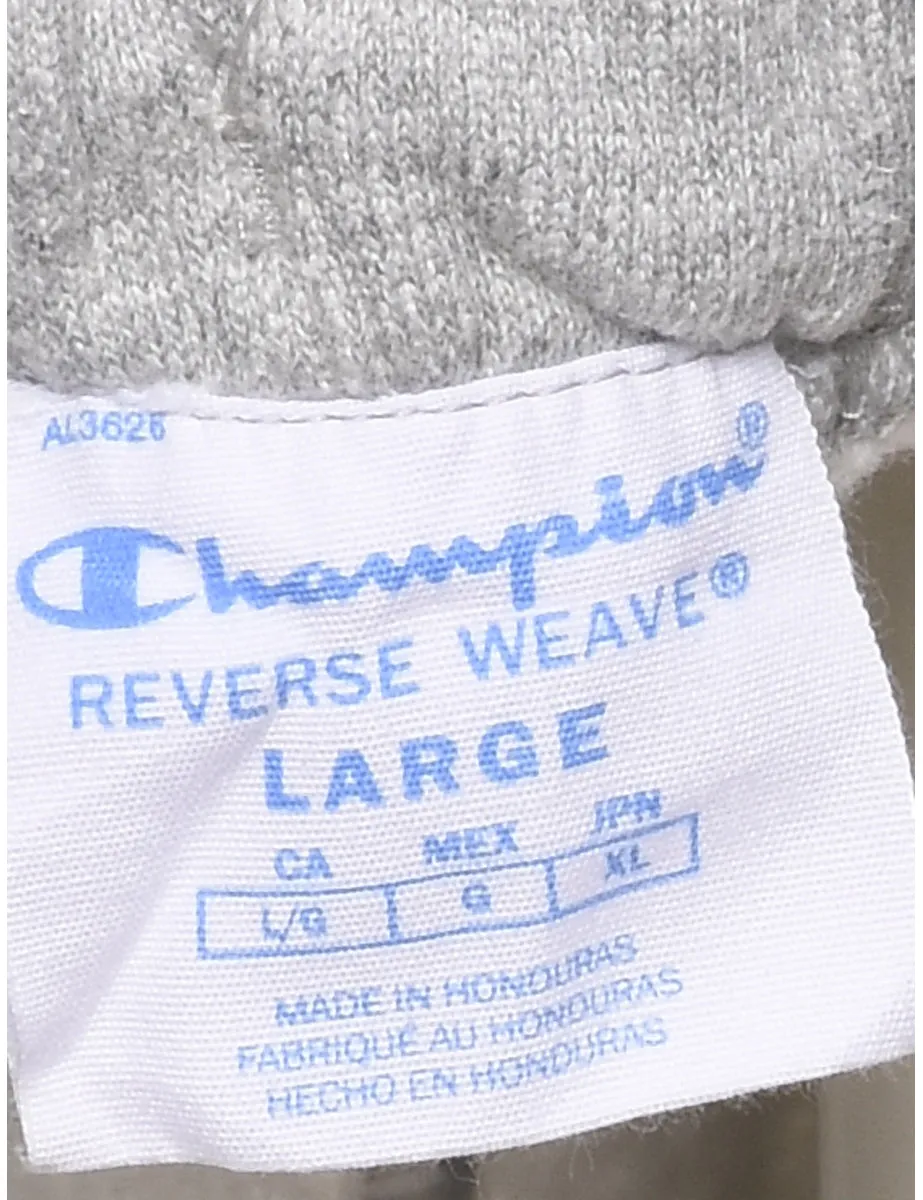 AL3626
Champion®
REVERSE WEAVE®
LARGE
CA MEX JPN
L/G G XL
MADE IN HONDURAS
FABRIQUÉ AU HONDURAS
HECHO EN HONDURAS